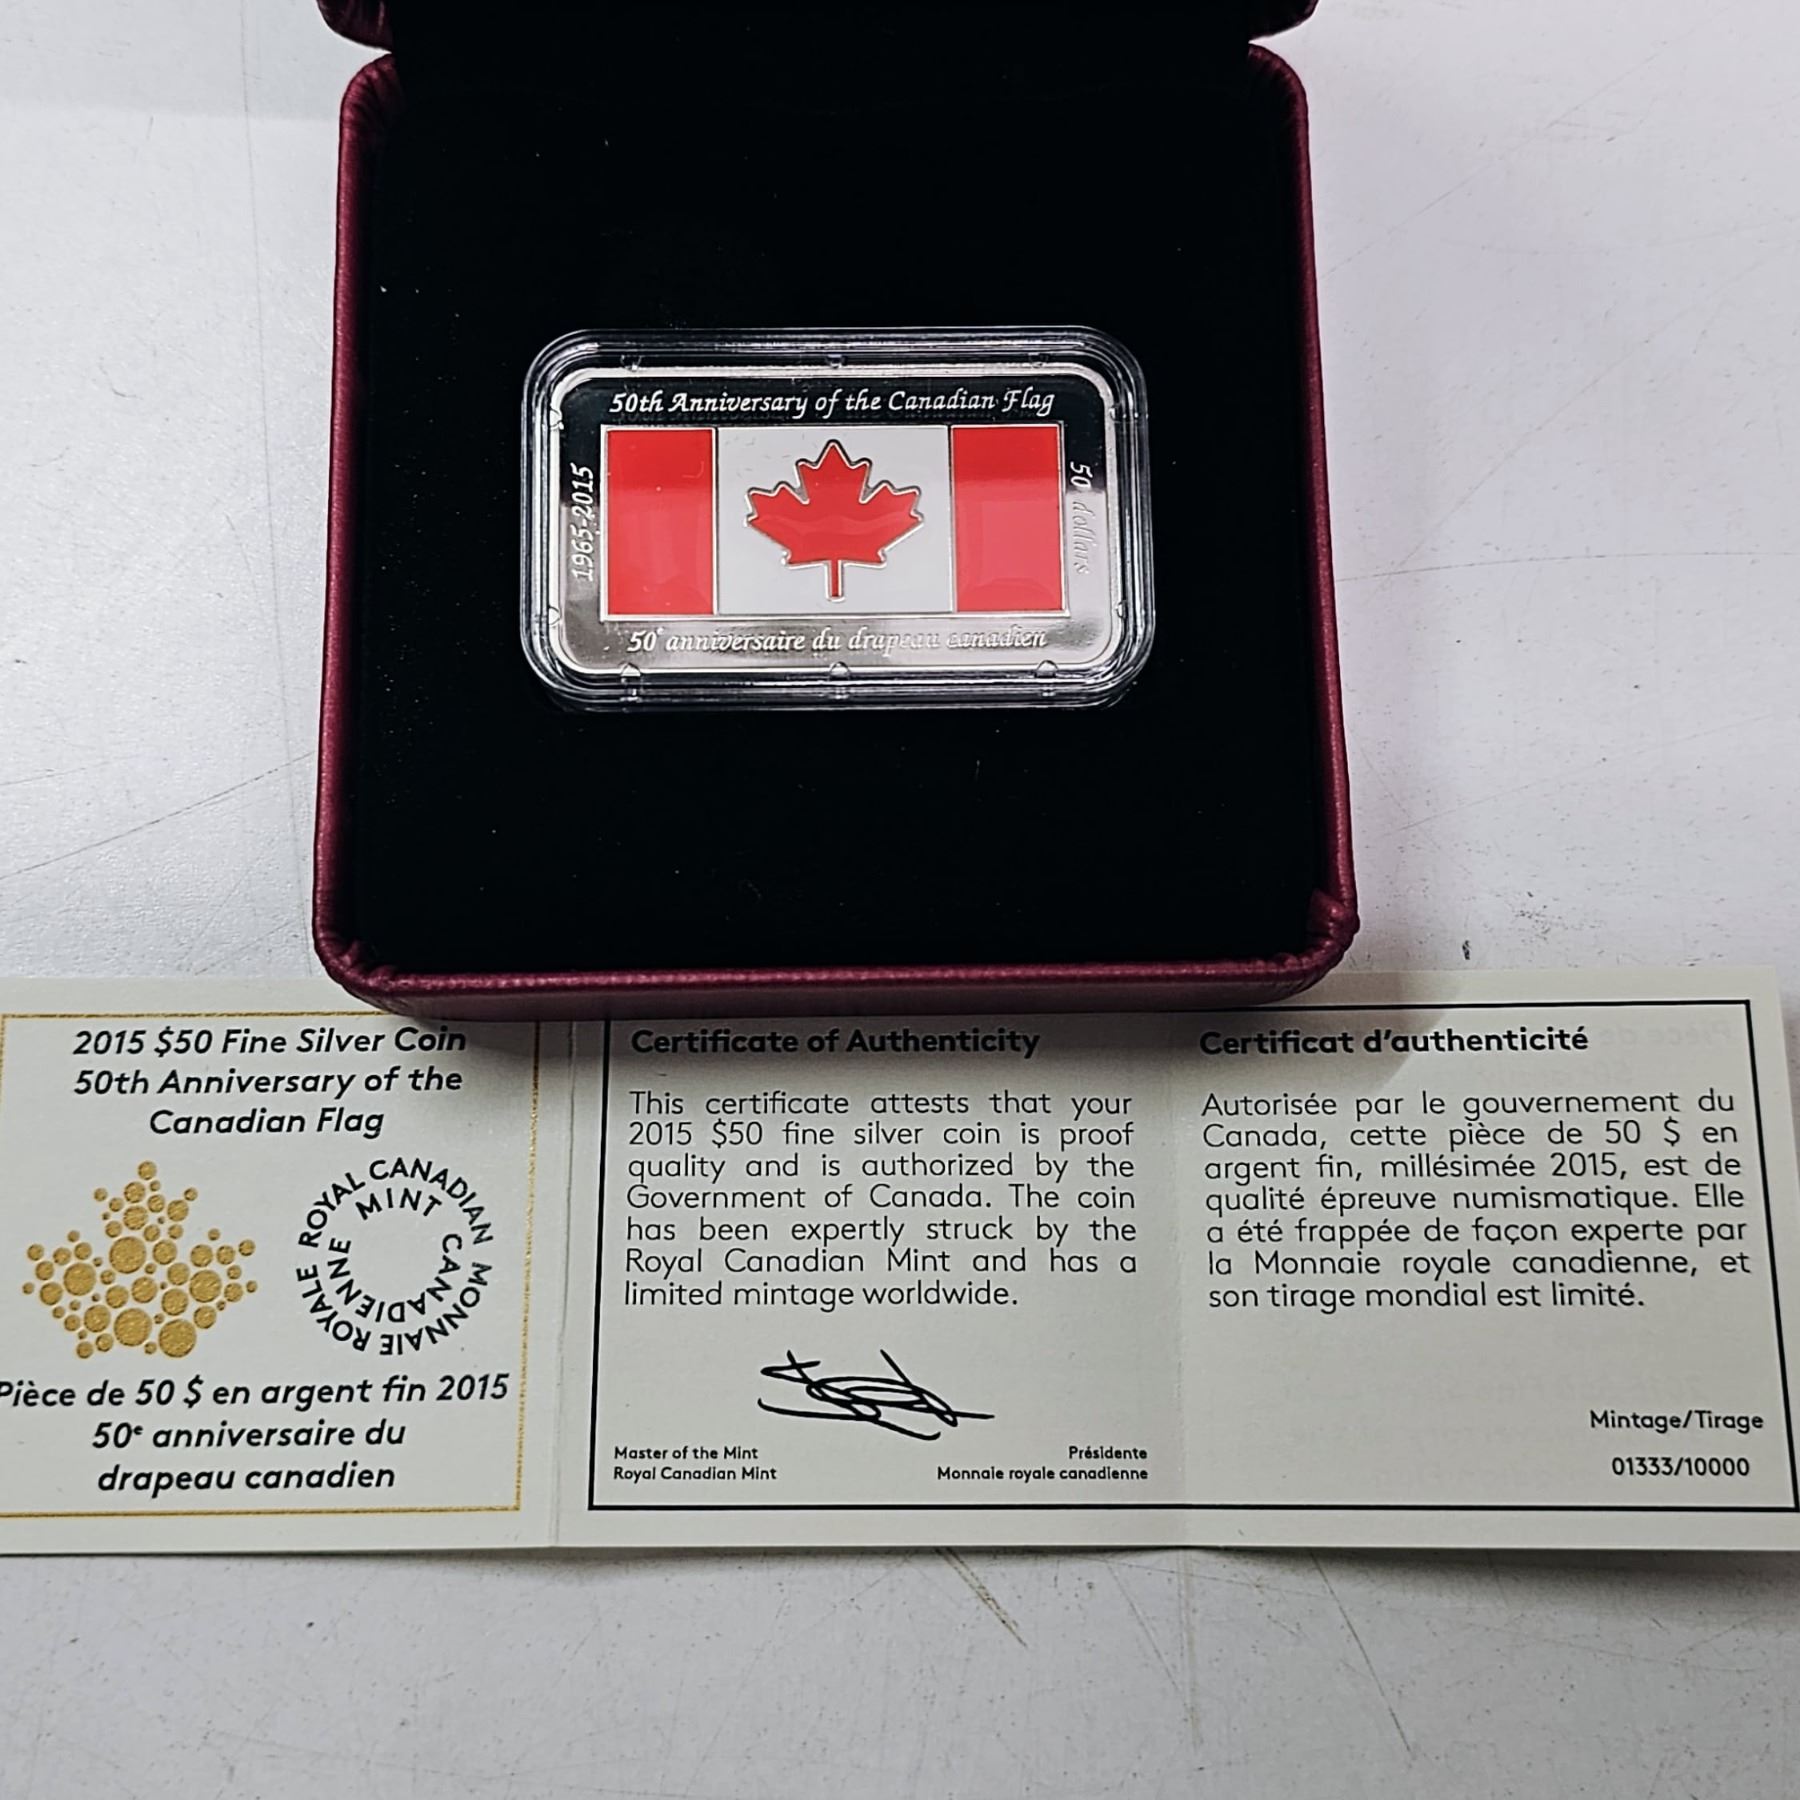 50th Anniversary of the Canadian Flag
1965-2015
50 dollars
50e anniversaire du drapeau canadien
2015 $50 Fine Silver Coin
50th Anniversary of the
Canadian Flag
ROYAL CANADIAN MINT
MONNAIE ROYALE CANADIENNE
Pièce de 50 $ en argent fin 2015
50e anniversaire du
drapeau canadien
Certificate of Authenticity
This certificate attests that your
2015 $50 fine silver coin is proof
quality and is authorized by the
Government of Canada. The coin
has been expertly struck by the
Royal Canadian Mint and has a
limited mintage worldwide.
Master of the Mint
Royal Canadian Mint
Présidente
Monnaie royale canadienne
Certificat d'authenticité
Autorisée par le gouvernement du
Canada, cette pièce de 50 $ en
argent fin, millésimée 2015, est de
qualité épreuve numismatique. Elle
a été frappée de façon experte par
la Monnaie royale canadienne, et
son tirage mondial est limité.
Mintage/Tirage
01333/10000